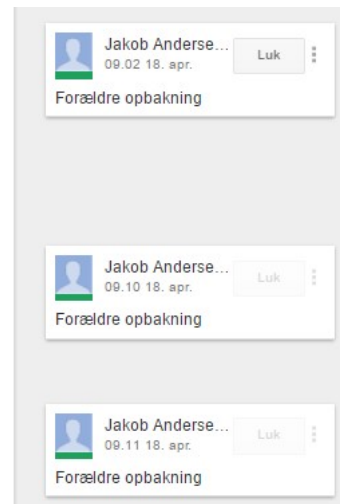 Jakob Anderse...
Luk
09.02 18. apr.
Forældre opbakning
Jakob Anderse...
Luk
09.10 18. apr.
Forældre opbakning
Jakob Anderse...
Luk
09.11 18. apr.
Forældre opbakning